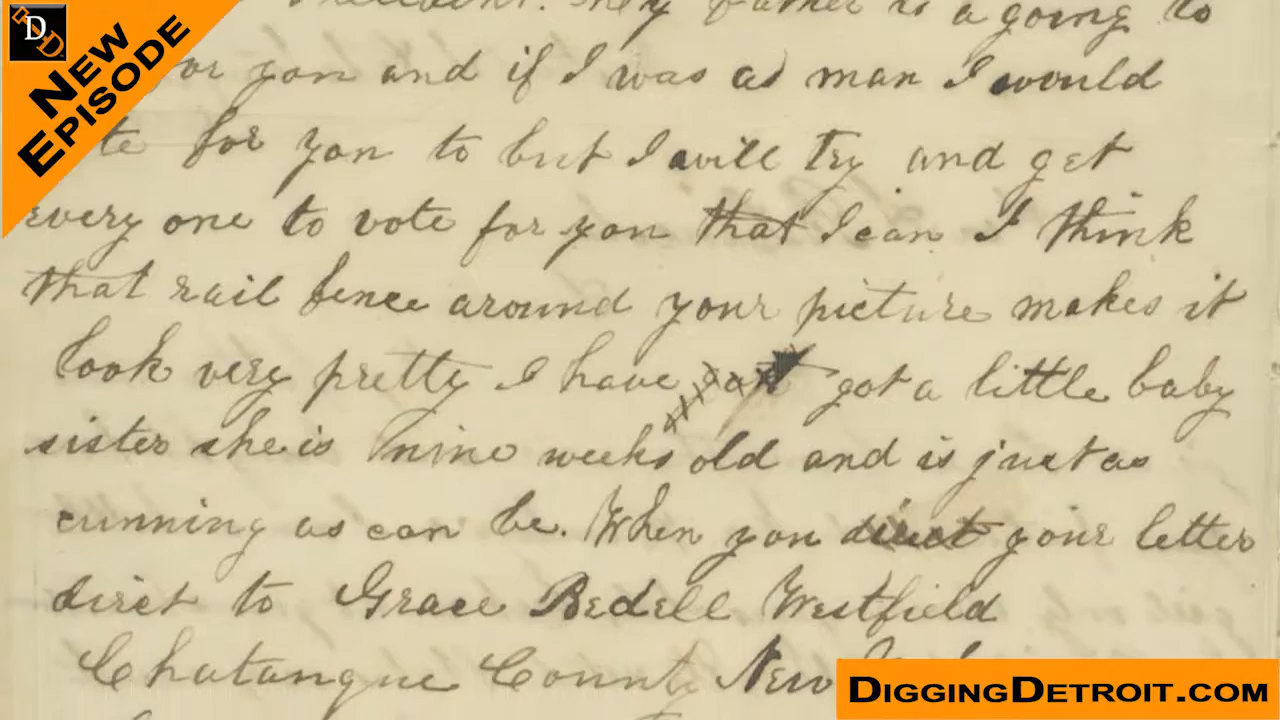 D
D
NEW
EPISODE
President. My father is a going to
for you and if I was a man I would
te for you to but I will try and get
every one to vote for you that I can I think
that rail fence around your picture makes it
look very pretty I have got a little baby
sister she is nine weeks old and is just as
cunning as can be. When you direct your letter
dirct to Grace Bedell Westfield
Chatauque County New
DIGGINGDETROIT.COM